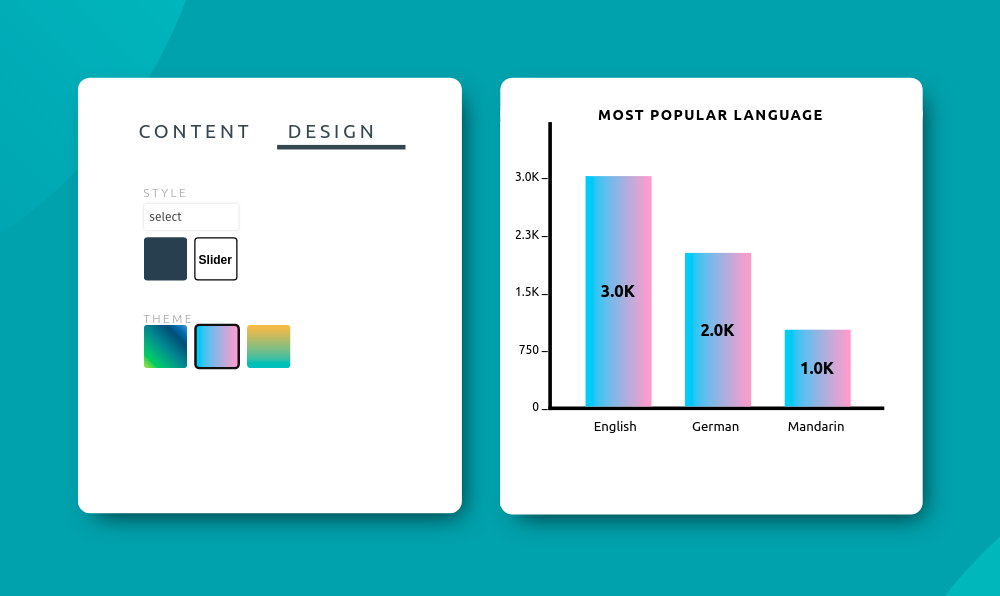 CONTENT DESIGN
STYLE
select
Slider
THEME
MOST POPULAR LANGUAGE
3.0K
2.3K
1.5K
750
0
3.0K
2.0K
1.0K
English German Mandarin